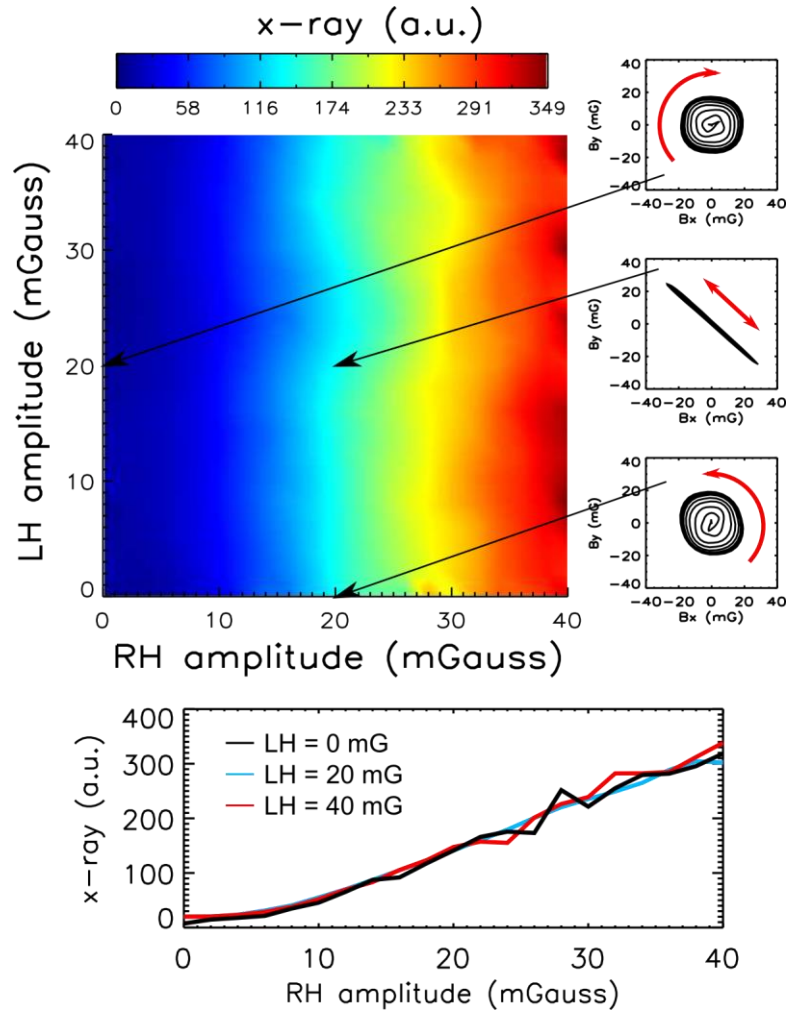 x-ray (a.u.)
0 58 116 174 233 291 349
LH amplitude (mGauss)
40
30
20
10
0
0 10 20 30 40
RH amplitude (mGauss)
By (mG)
40
20
0
-20
-40
-40 -20 0 20 40
Bx (mG)
By (mG)
40
20
0
-20
-40
-40 -20 0 20 40
Bx (mG)
By (mG)
40
20
0
-20
-40
-40 -20 0 20 40
Bx (mG)
x-ray (a.u.)
400
300
200
100
0
LH = 0 mG
LH = 20 mG
LH = 40 mG
0 10 20 30 40
RH amplitude (mGauss)